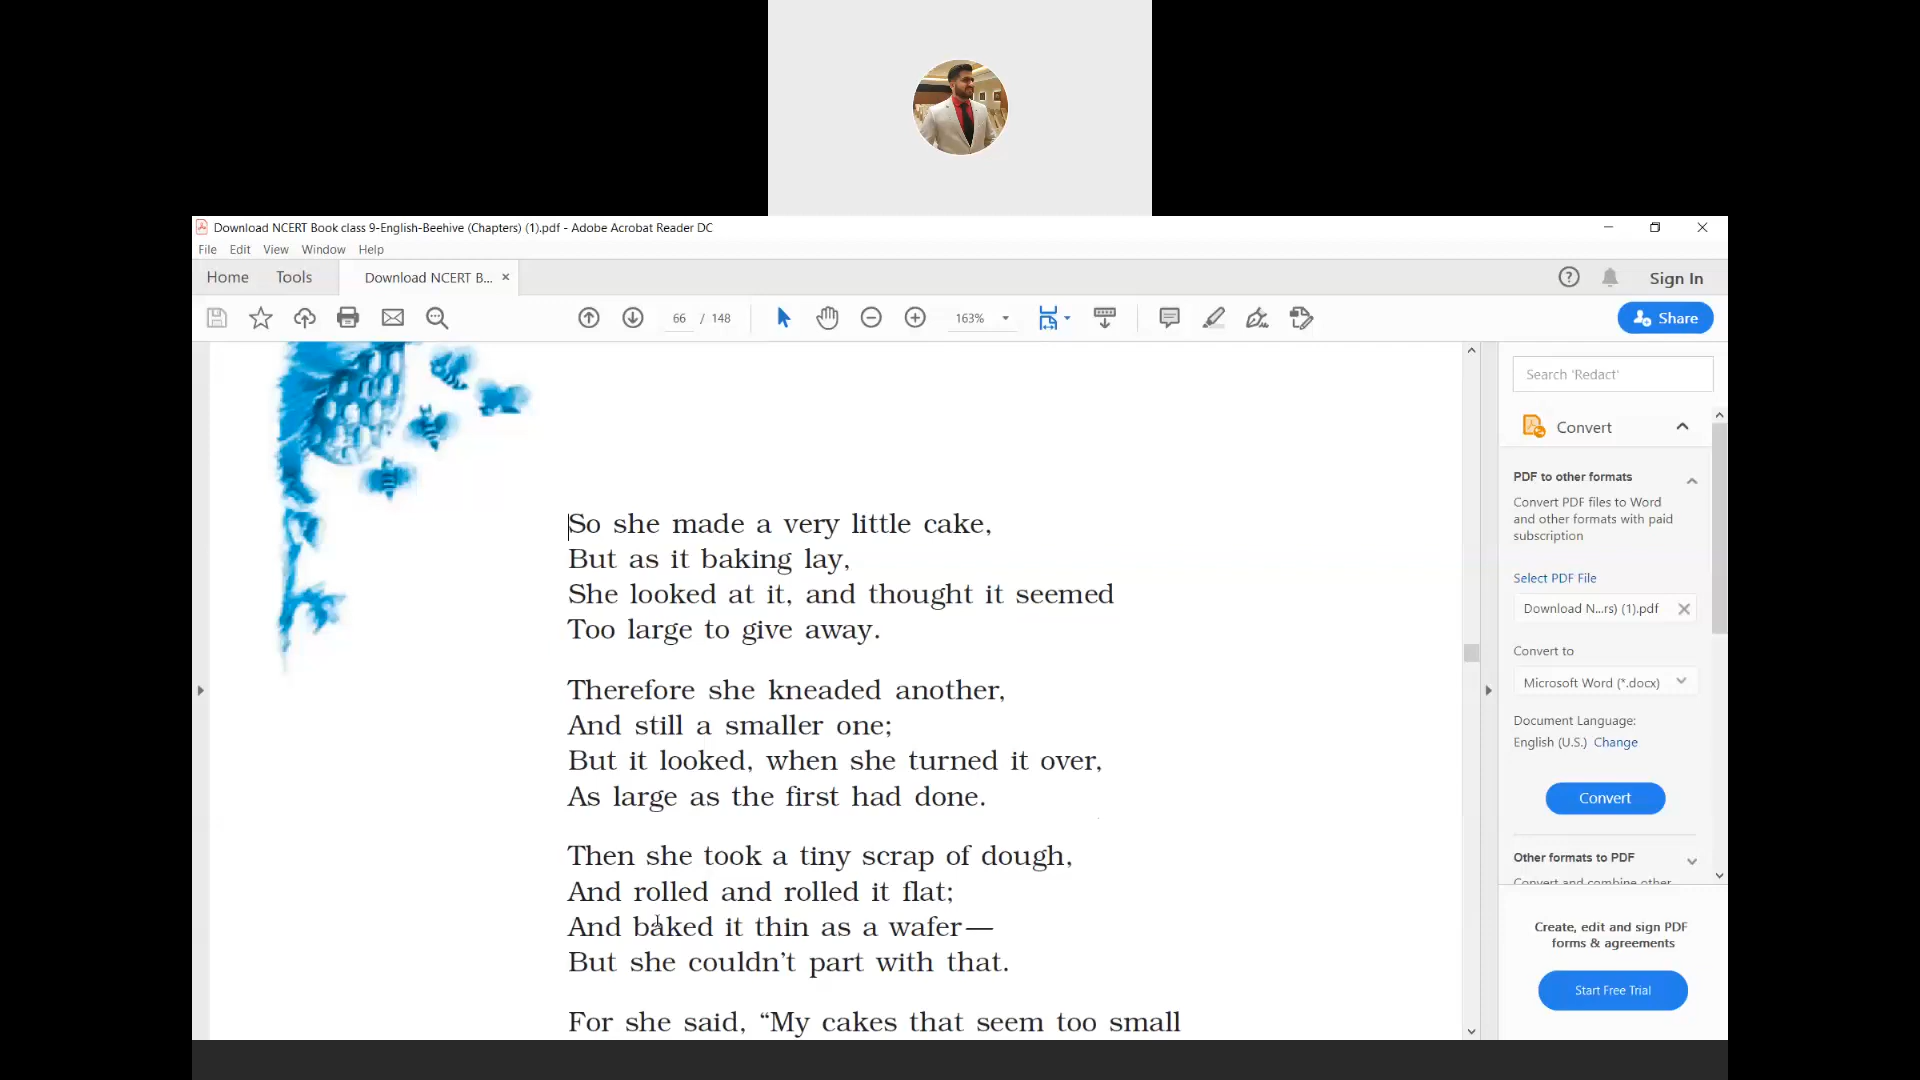 Download NCERT Book class 9-English-Beehive (Chapters) (1).pdf - Adobe Acrobat Reader DC
File Edit View Window Help
Home Tools Download NCERT B... × Sign In
66 / 148 163% Share
So she made a very little cake,
But as it baking lay,
She looked at it, and thought it seemed
Too large to give away.
Therefore she kneaded another,
And still a smaller one;
But it looked, when she turned it over,
As large as the first had done.
Then she took a tiny scrap of dough,
And rolled and rolled it flat;
And baked it thin as a wafer—
But she couldn't part with that.
For she said, “My cakes that seem too small
Search 'Redact'
Convert
PDF to other formats
Convert PDF files to Word
and other formats with paid
subscription
Select PDF File
Download N...rs) (1).pdf
Convert to
Microsoft Word (*.docx)
Document Language:
English (U.S.) Change
Convert
Other formats to PDF
Convert and combine other
Create, edit and sign PDF
forms & agreements
Start Free Trial